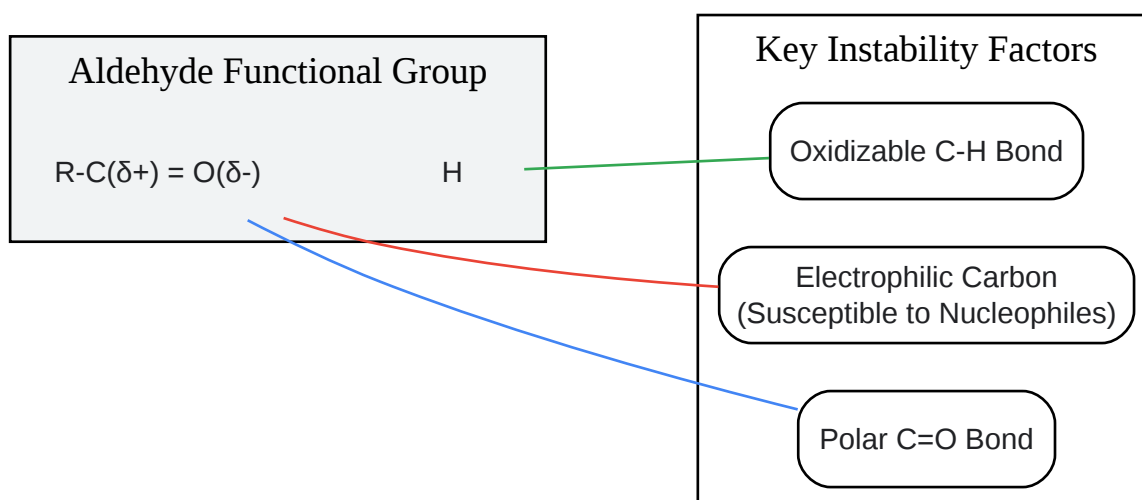 Aldehyde Functional Group
R-C(δ+) = O(δ-)
H
Key Instability Factors
Oxidizable C-H Bond
Electrophilic Carbon
(Susceptible to Nucleophiles)
Polar C=O Bond